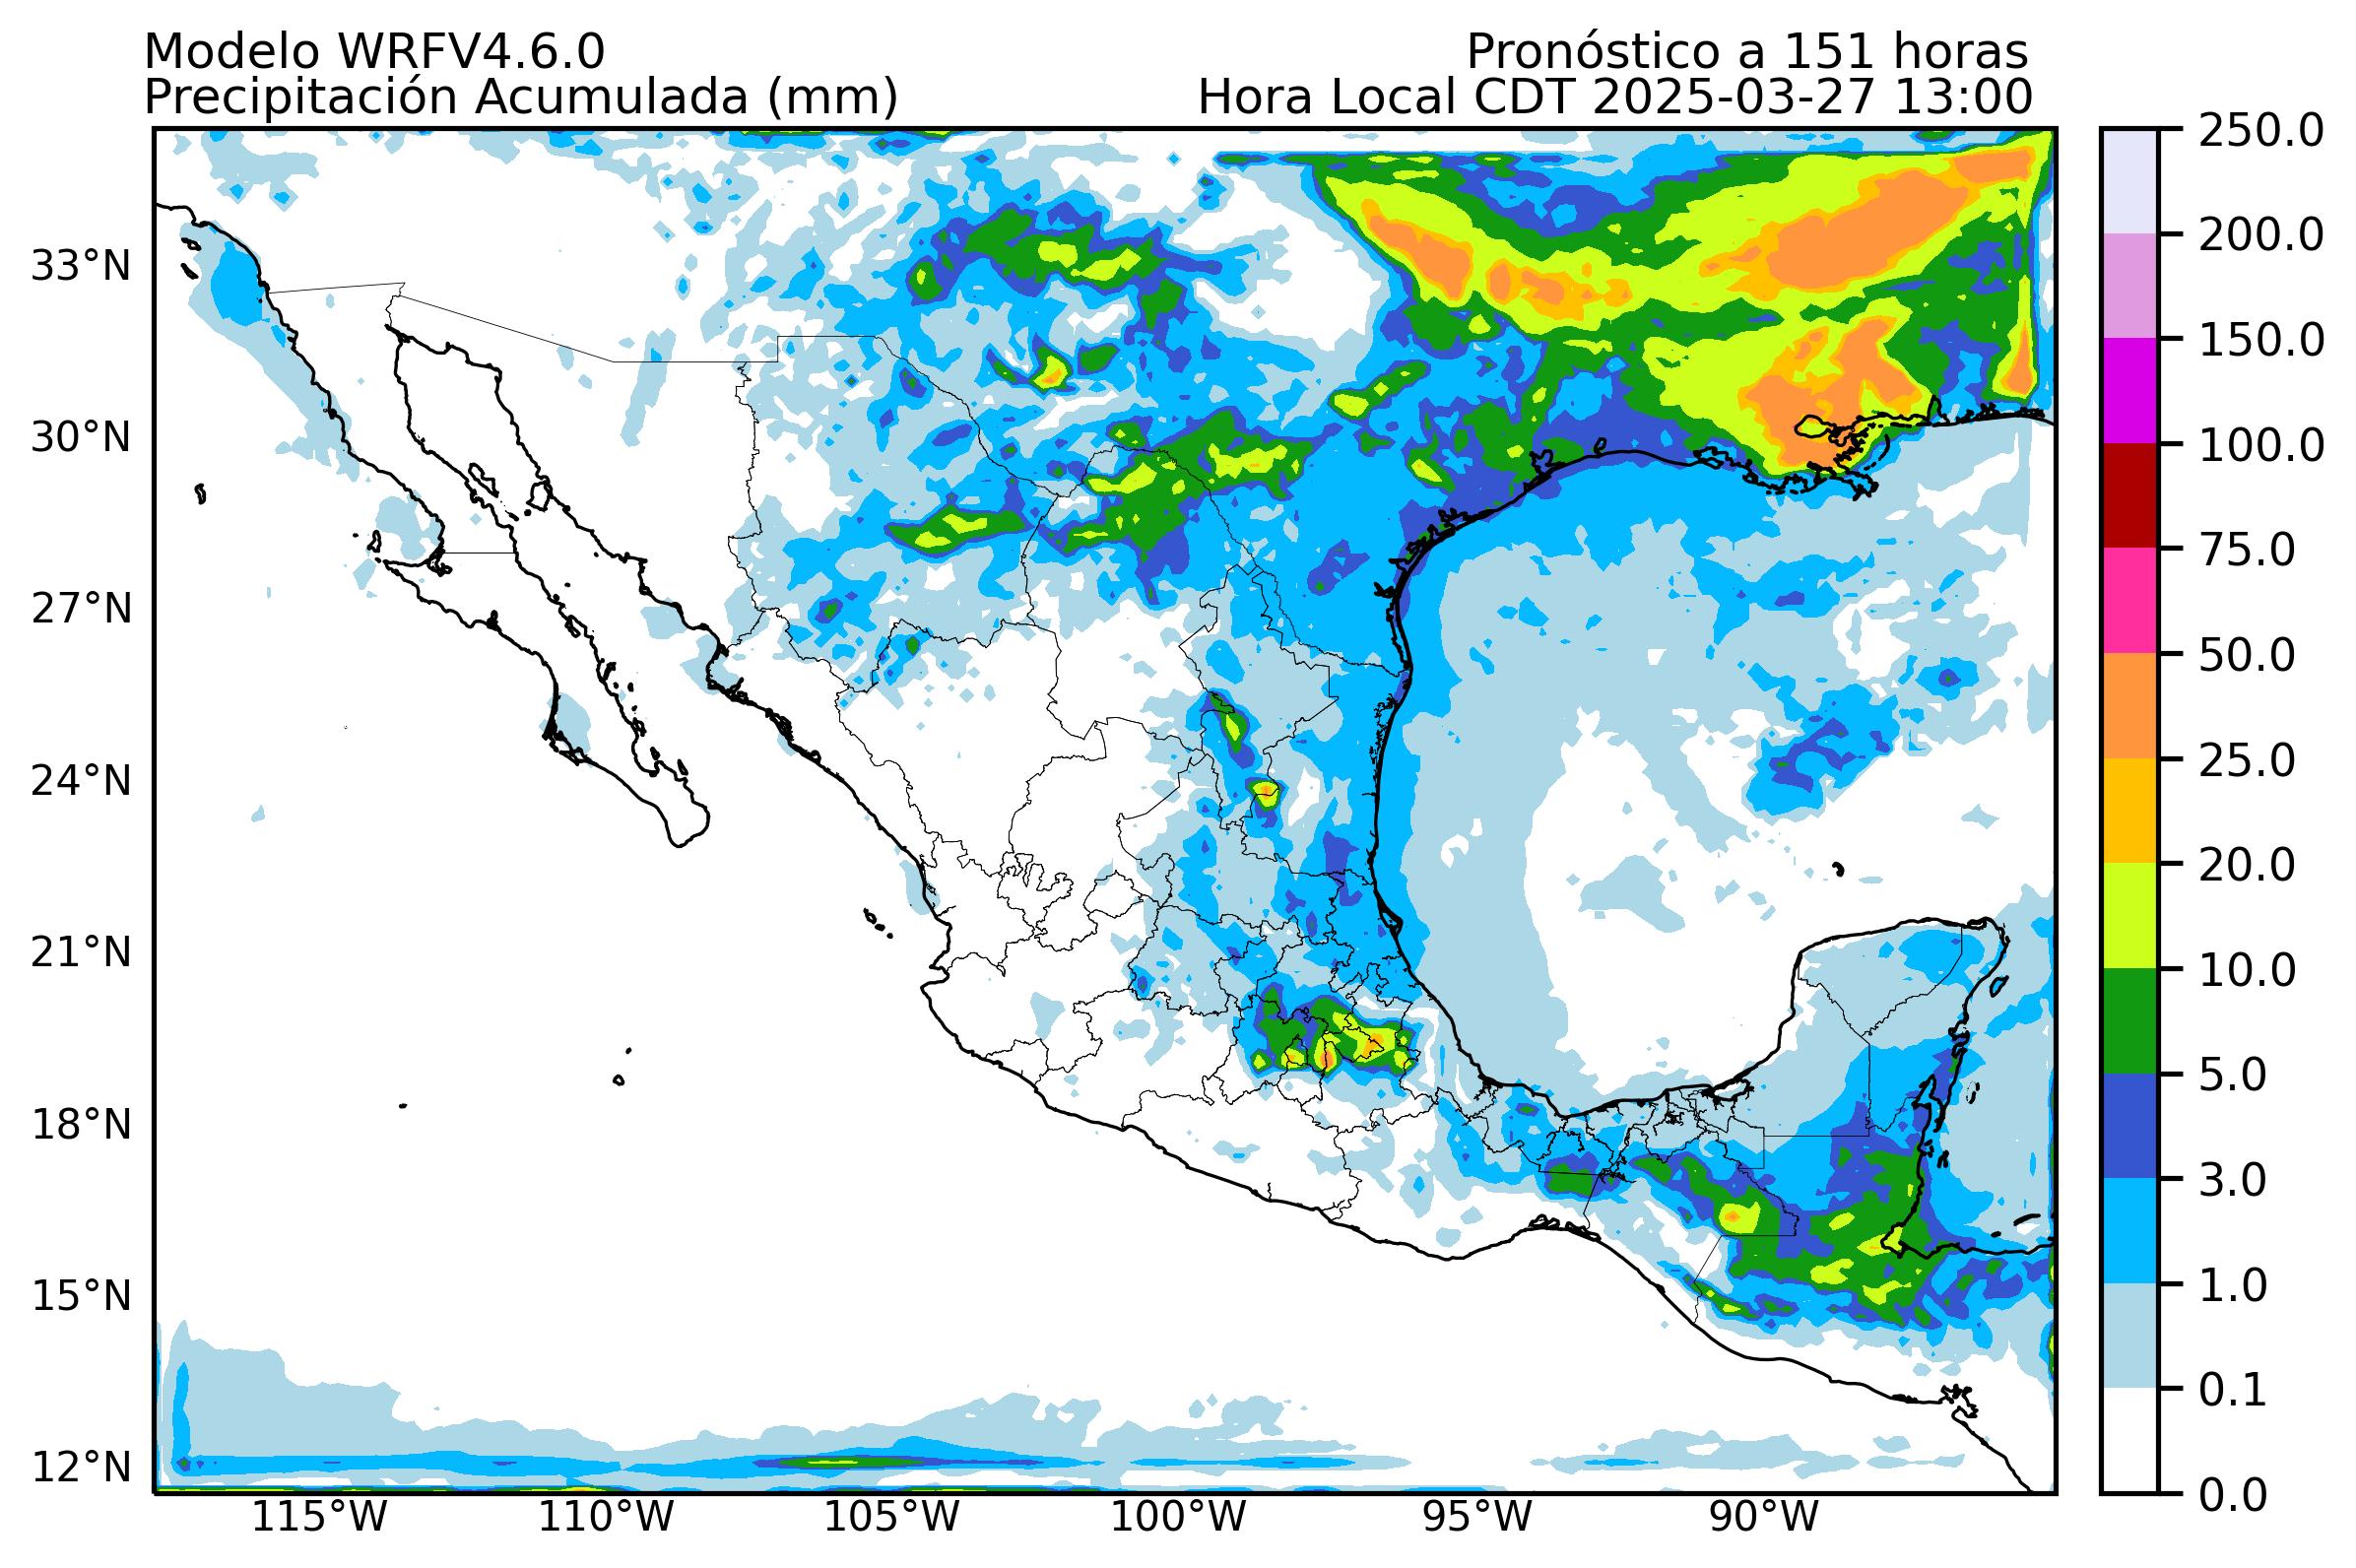 Modelo WRFV4.6.0
Pronóstico a 151 horas
Precipitación Acumulada (mm)
Hora Local CDT 2025-03-27 13:00
250.0
200.0
150.0
100.0
75.0
50.0
25.0
20.0
10.0
5.0
3.0
1.0
0.1
0.0
33°N
30°N
27°N
24°N
21°N
18°N
15°N
12°N
115°W
110°W
105°W
100°W
95°W
90°W